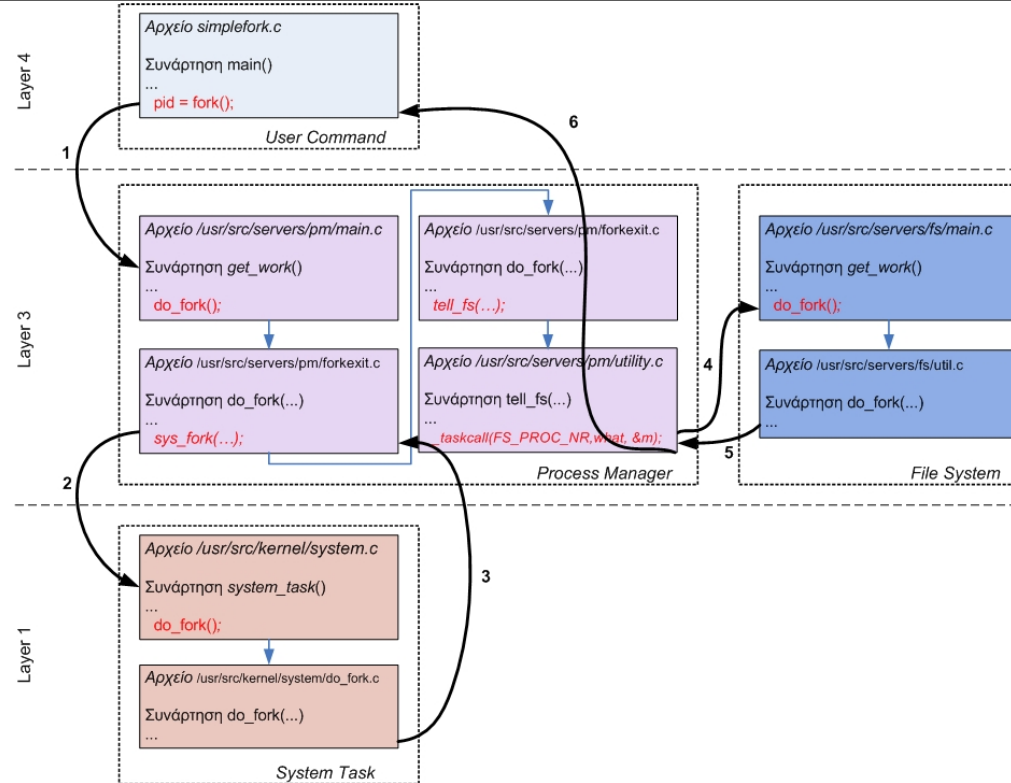 Layer 4
Αρχείο simplefork.c
Συνάρτηση main()
...
pid = fork();
User Command
1
6
Layer 3
Αρχείο /usr/src/servers/pm/main.c
Συνάρτηση get_work()
...
do_fork();
Αρχείο /usr/src/servers/pm/forkexit.c
Συνάρτηση do_fork(...)
...
sys_fork(...);
Αρχείο /usr/src/servers/pm/forkexit.c
Συνάρτηση do_fork(...)
...
tell_fs(...);
Αρχείο /usr/src/servers/pm/utility.c
Συνάρτηση tell_fs(...)
...
_taskcall(FS_PROC_NR,what, &m);
Process Manager
4
5
Αρχείο /usr/src/servers/fs/main.c
Συνάρτηση get_work()
...
do_fork();
Αρχείο /usr/src/servers/fs/util.c
Συνάρτηση do_fork(...)
...
File System
2
3
Layer 1
Αρχείο /usr/src/kernel/system.c
Συνάρτηση system_task()
...
do_fork();
Αρχείο /usr/src/kernel/system/do_fork.c
Συνάρτηση do_fork(...)
...
System Task